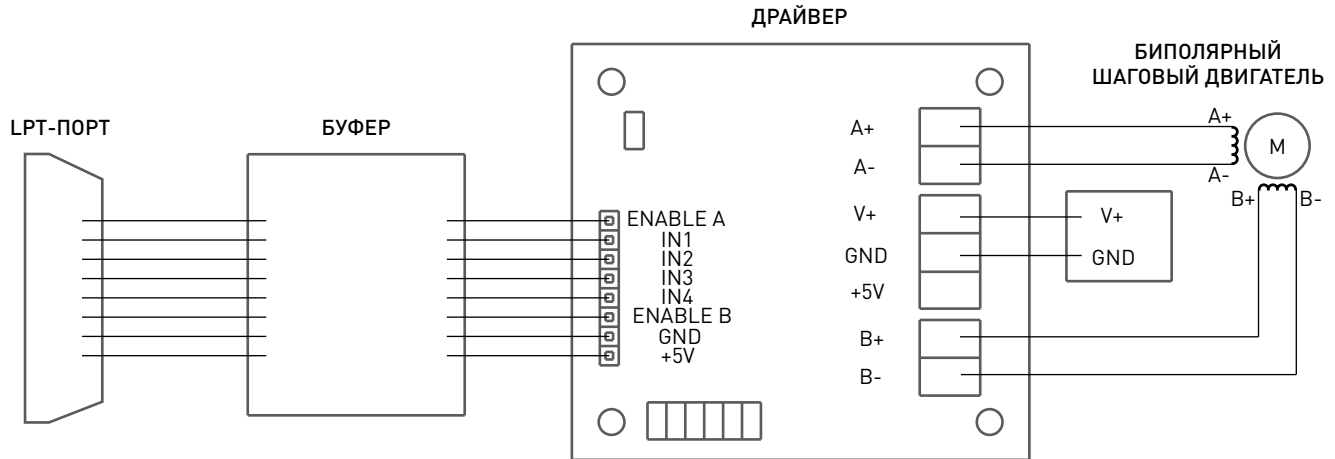 ДРАЙВЕР
БИПОЛЯРНЫЙ
ШАГОВЫЙ ДВИГАТЕЛЬ
LPT-ПОРТ
БУФЕР
A+
A-
V+
GND
+5V
B+
B-
ENABLE A
IN1
IN2
IN3
IN4
ENABLE B
GND
+5V
A+
A-
M
B+
B-
V+
GND